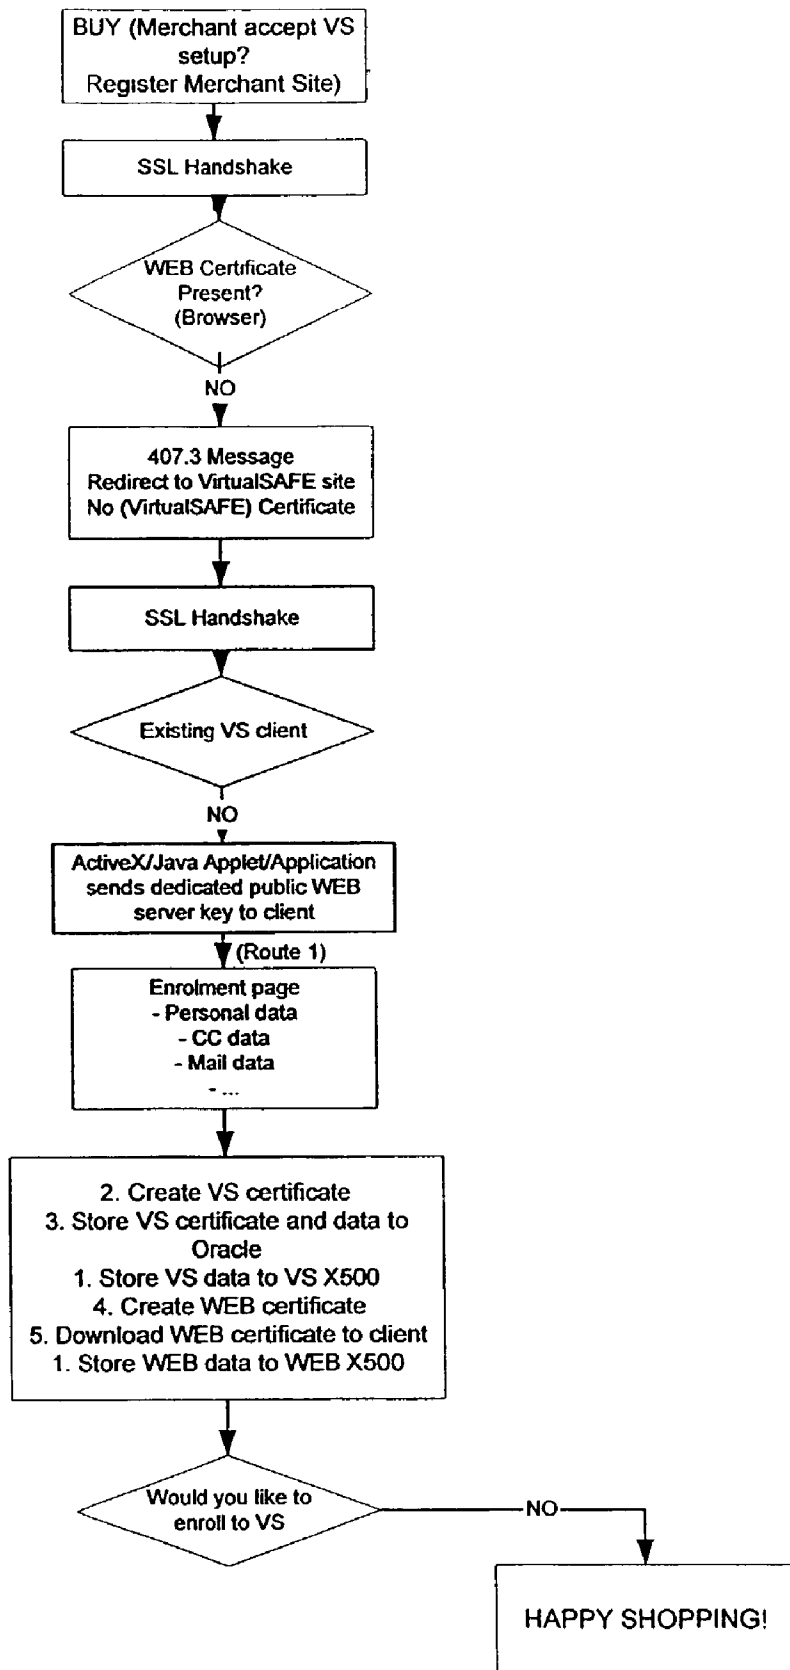 BUY (Merchant accept VS
setup?
Register Merchant Site)
SSL Handshake
WEB Certificate
Present?
(Browser)
NO
407.3 Message
Redirect to VirtualSAFE site
No (VirtualSAFE) Certificate
SSL Handshake
Existing VS client
NO
ActiveX/Java Applet/Application
sends dedicated public WEB
server key to client
(Route 1)
Enrolment page
- Personal data
- CC data
- Mail data
- ...
2. Create VS certificate
3. Store VS certificate and data to
Oracle
1. Store VS data to VS X500
4. Create WEB certificate
5. Download WEB certificate to client
1. Store WEB data to WEB X500
Would you like to
enroll to VS
NO
HAPPY SHOPPING!